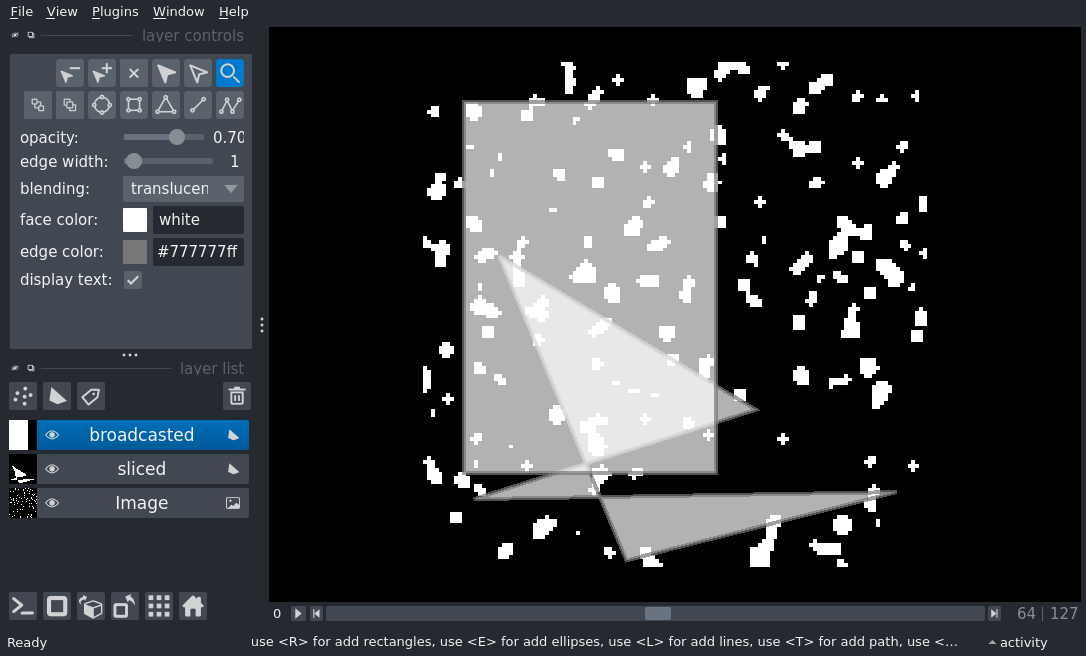 File View Plugins Window Help
layer controls
opacity: 0.70
edge width: 1
blending: translucen
face color: white
edge color: #777777ff
display text:
layer list
broadcasted
sliced
Image
0 64 127
Ready use <R> for add rectangles, use <E> for add ellipses, use <L> for add lines, use <T> for add path, use <... activity